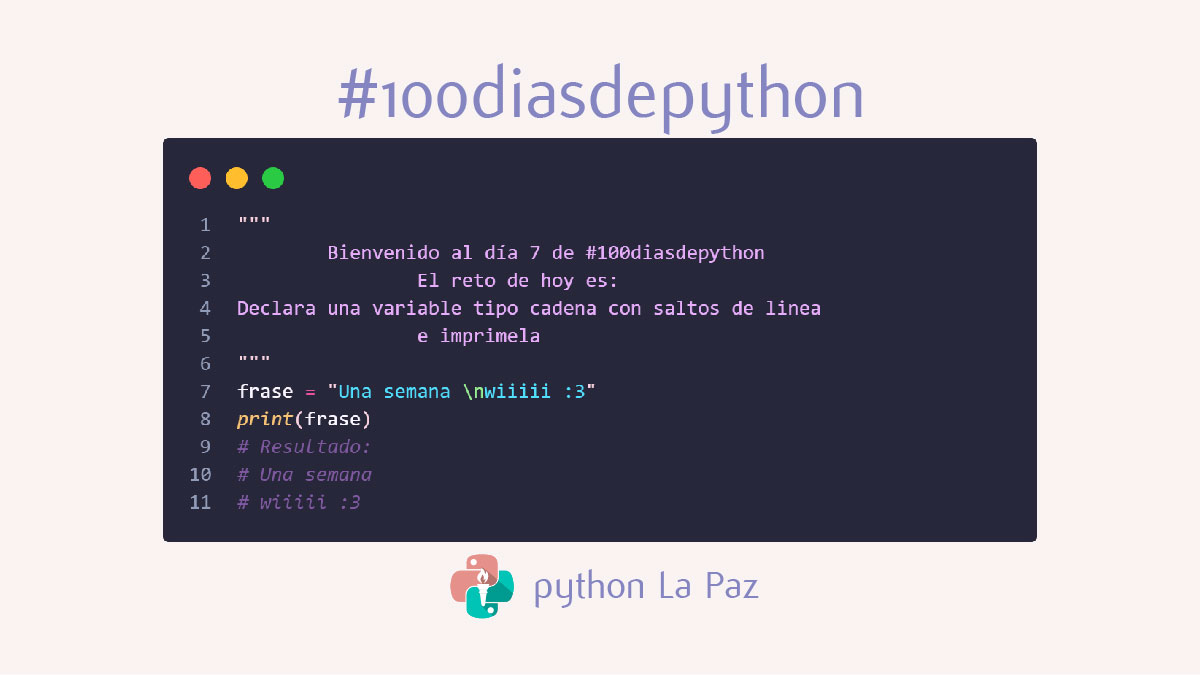 #100diasdepython
1 """
2 Bienvenido al día 7 de #100diasdepython
3 El reto de hoy es:
4 Declara una variable tipo cadena con saltos de linea
5 e imprimela
6 """
7 frase = "Una semana \nwiiiii :3"
8 print(frase)
9 # Resultado:
10 # Una semana
11 # wiiiii :3
python La Paz